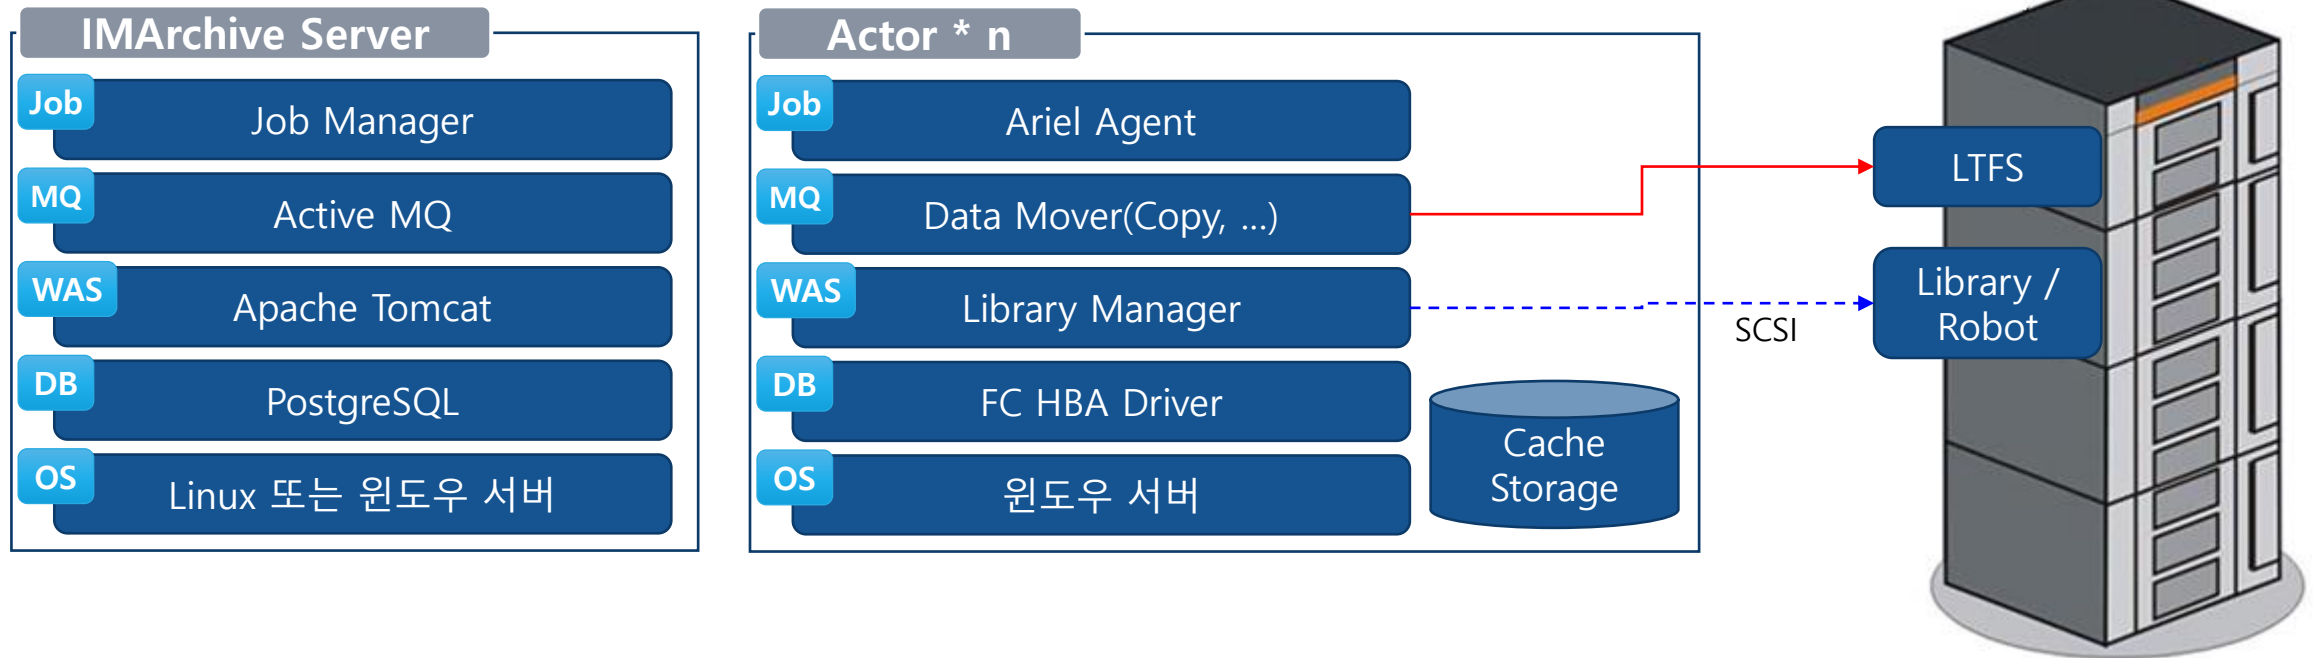 IMArchive Server
Job
Job Manager
MQ
Active MQ
WAS
Apache Tomcat
DB
PostgreSQL
OS
Linux 또는 윈도우 서버
Actor * n
Job
Ariel Agent
MQ
Data Mover(Copy, ...)
WAS
Library Manager
DB
FC HBA Driver
OS
윈도우 서버
Cache
Storage
SCSI
LTFS
Library /
Robot